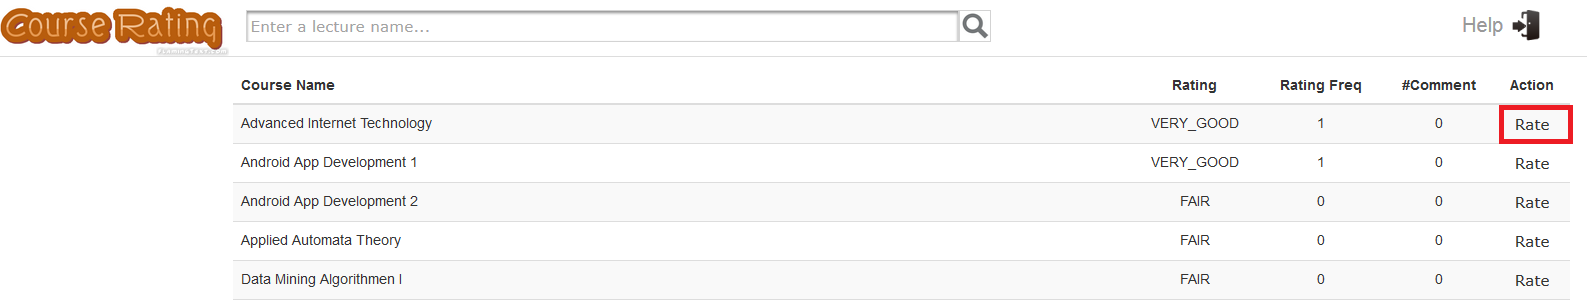 Course Rating
FLAMINGTEXT.COM
Enter a lecture name...
Help
Course Name Rating Rating Freq #Comment Action
Advanced Internet Technology VERY_GOOD 1 0 Rate
Android App Development 1 VERY_GOOD 1 0 Rate
Android App Development 2 FAIR 0 0 Rate
Applied Automata Theory FAIR 0 0 Rate
Data Mining Algorithmen I FAIR 0 0 Rate